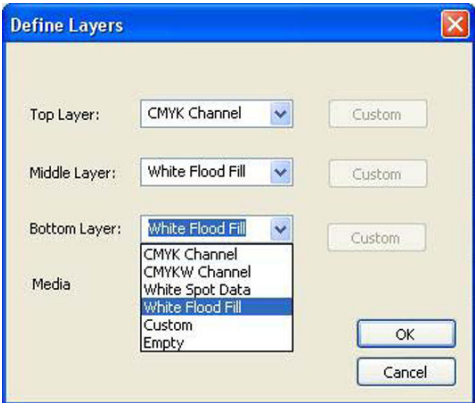 Define Layers
Top Layer: CMYK Channel Custom
Middle Layer: White Flood Fill Custom
Bottom Layer: White Flood Fill Custom
CMYK Channel
CMYKW Channel
Media White Spot Data
White Flood Fill
Custom
Empty
OK
Cancel